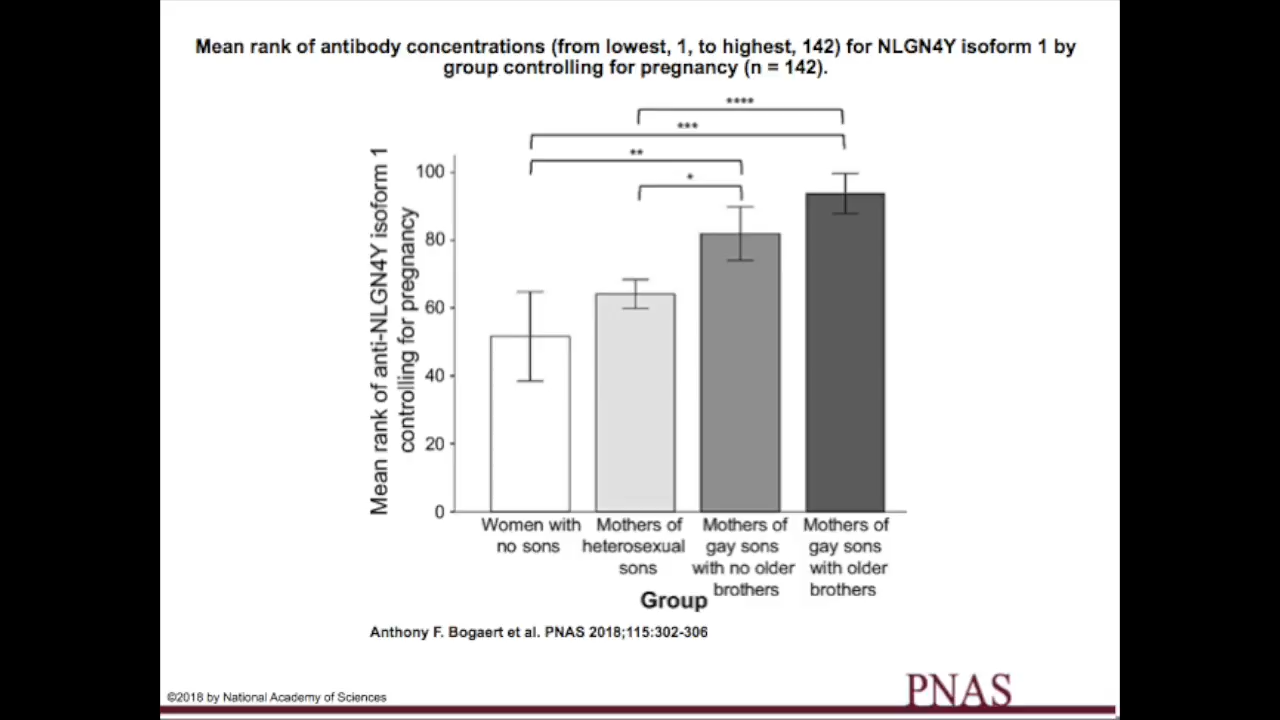 Mean rank of antibody concentrations (from lowest, 1, to highest, 142) for NLGN4Y isoform 1 by
group controlling for pregnancy (n = 142).
****
***
**
*
Mean rank of anti-NLGN4Y isoform 1
controlling for pregnancy
100
80
60
40
20
0
Women with
no sons
Mothers of
heterosexual
sons
Mothers of
gay sons
with no older
brothers
Mothers of
gay sons
with older
brothers
Group
Anthony F. Bogaert et al. PNAS 2018;115:302-306
©2018 by National Academy of Sciences
PNAS